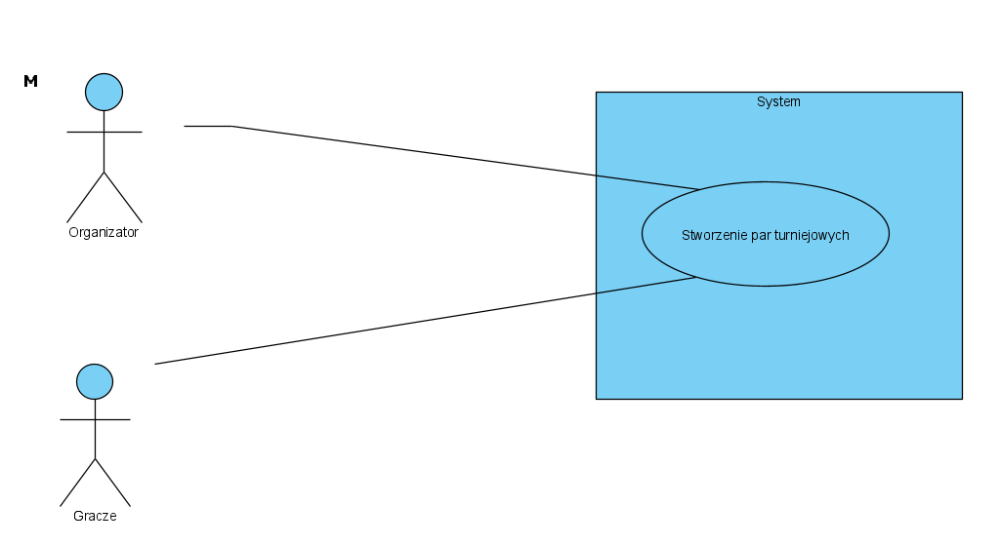 M
System
Organizator
Stworzenie par turniejowych
Gracze